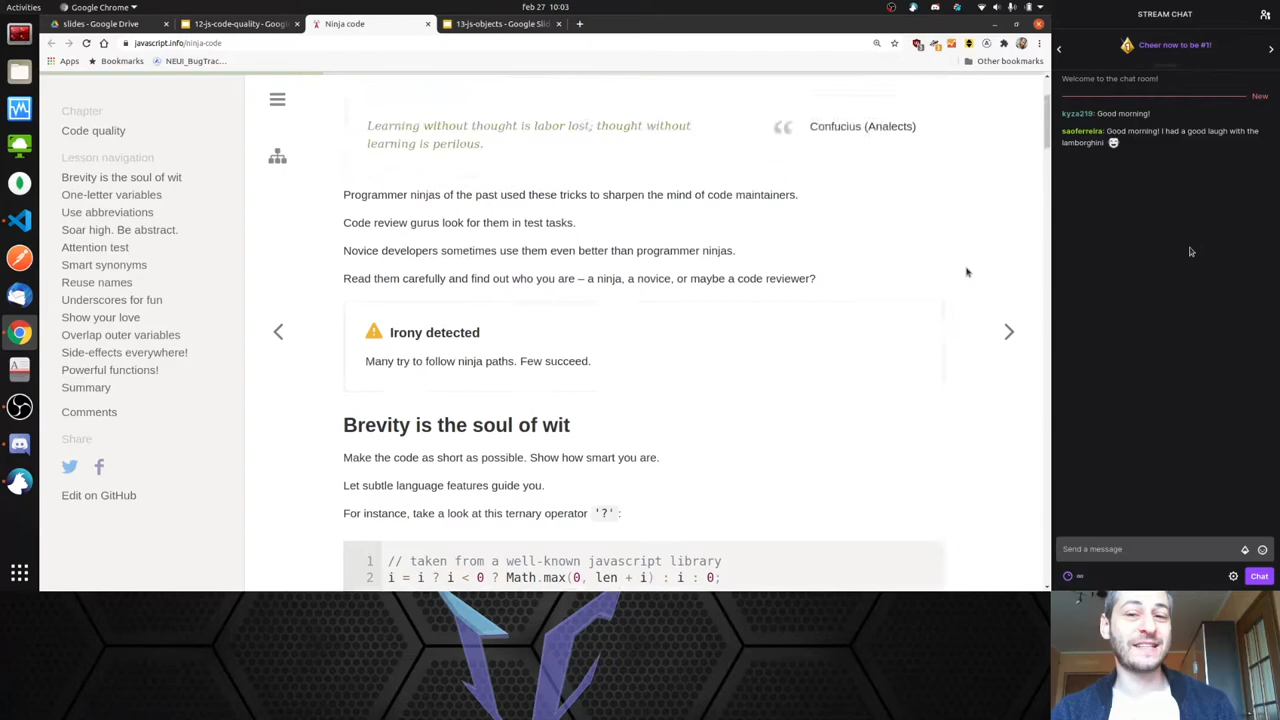 Activities
Google Chrome
feb 27 10:03
slides - Google Drive
12-js-code-quality - Google
Ninja code
13-js-objects - Google Slid
javascript.info/ninja-code
Apps
Bookmarks
NEUI_BugTrac...
Other bookmarks
Chapter
Code quality
Lesson navigation
Brevity is the soul of wit
One-letter variables
Use abbreviations
Soar high. Be abstract.
Attention test
Smart synonyms
Reuse names
Underscores for fun
Show your love
Overlap outer variables
Side-effects everywhere!
Powerful functions!
Summary
Comments
Share
Edit on GitHub
Learning without thought is labor lost; thought without
learning is perilous.
Confucius (Analects)
Programmer ninjas of the past used these tricks to sharpen the mind of code maintainers.
Code review gurus look for them in test tasks.
Novice developers sometimes use them even better than programmer ninjas.
Read them carefully and find out who you are – a ninja, a novice, or maybe a code reviewer?
Irony detected
Many try to follow ninja paths. Few succeed.
Brevity is the soul of wit
Make the code as short as possible. Show how smart you are.
Let subtle language features guide you.
For instance, take a look at this ternary operator '?':
1 // taken from a well-known javascript library
2 i = i ? i < 0 ? Math.max(0, len + i) : i : 0;
STREAM CHAT
Cheer now to be #1!
Welcome to the chat room!
New
kyza219: Good morning!
saoferreira: Good morning! I had a good laugh with the
lamborghini
Send a message
Chat